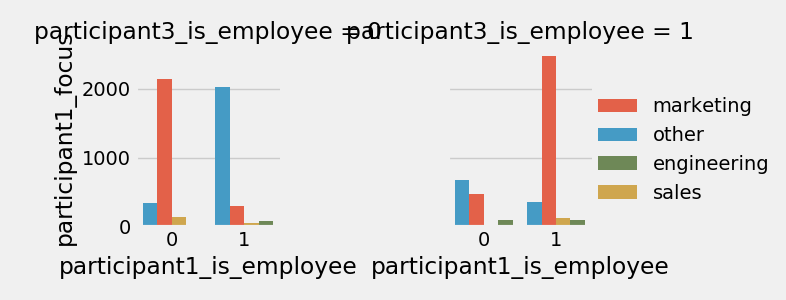 participant3_is_employee = 0
participant3_is_employee = 1
participant1_focus
2000
1000
0
0
1
0
1
participant1_is_employee
participant1_is_employee
marketing
other
engineering
sales